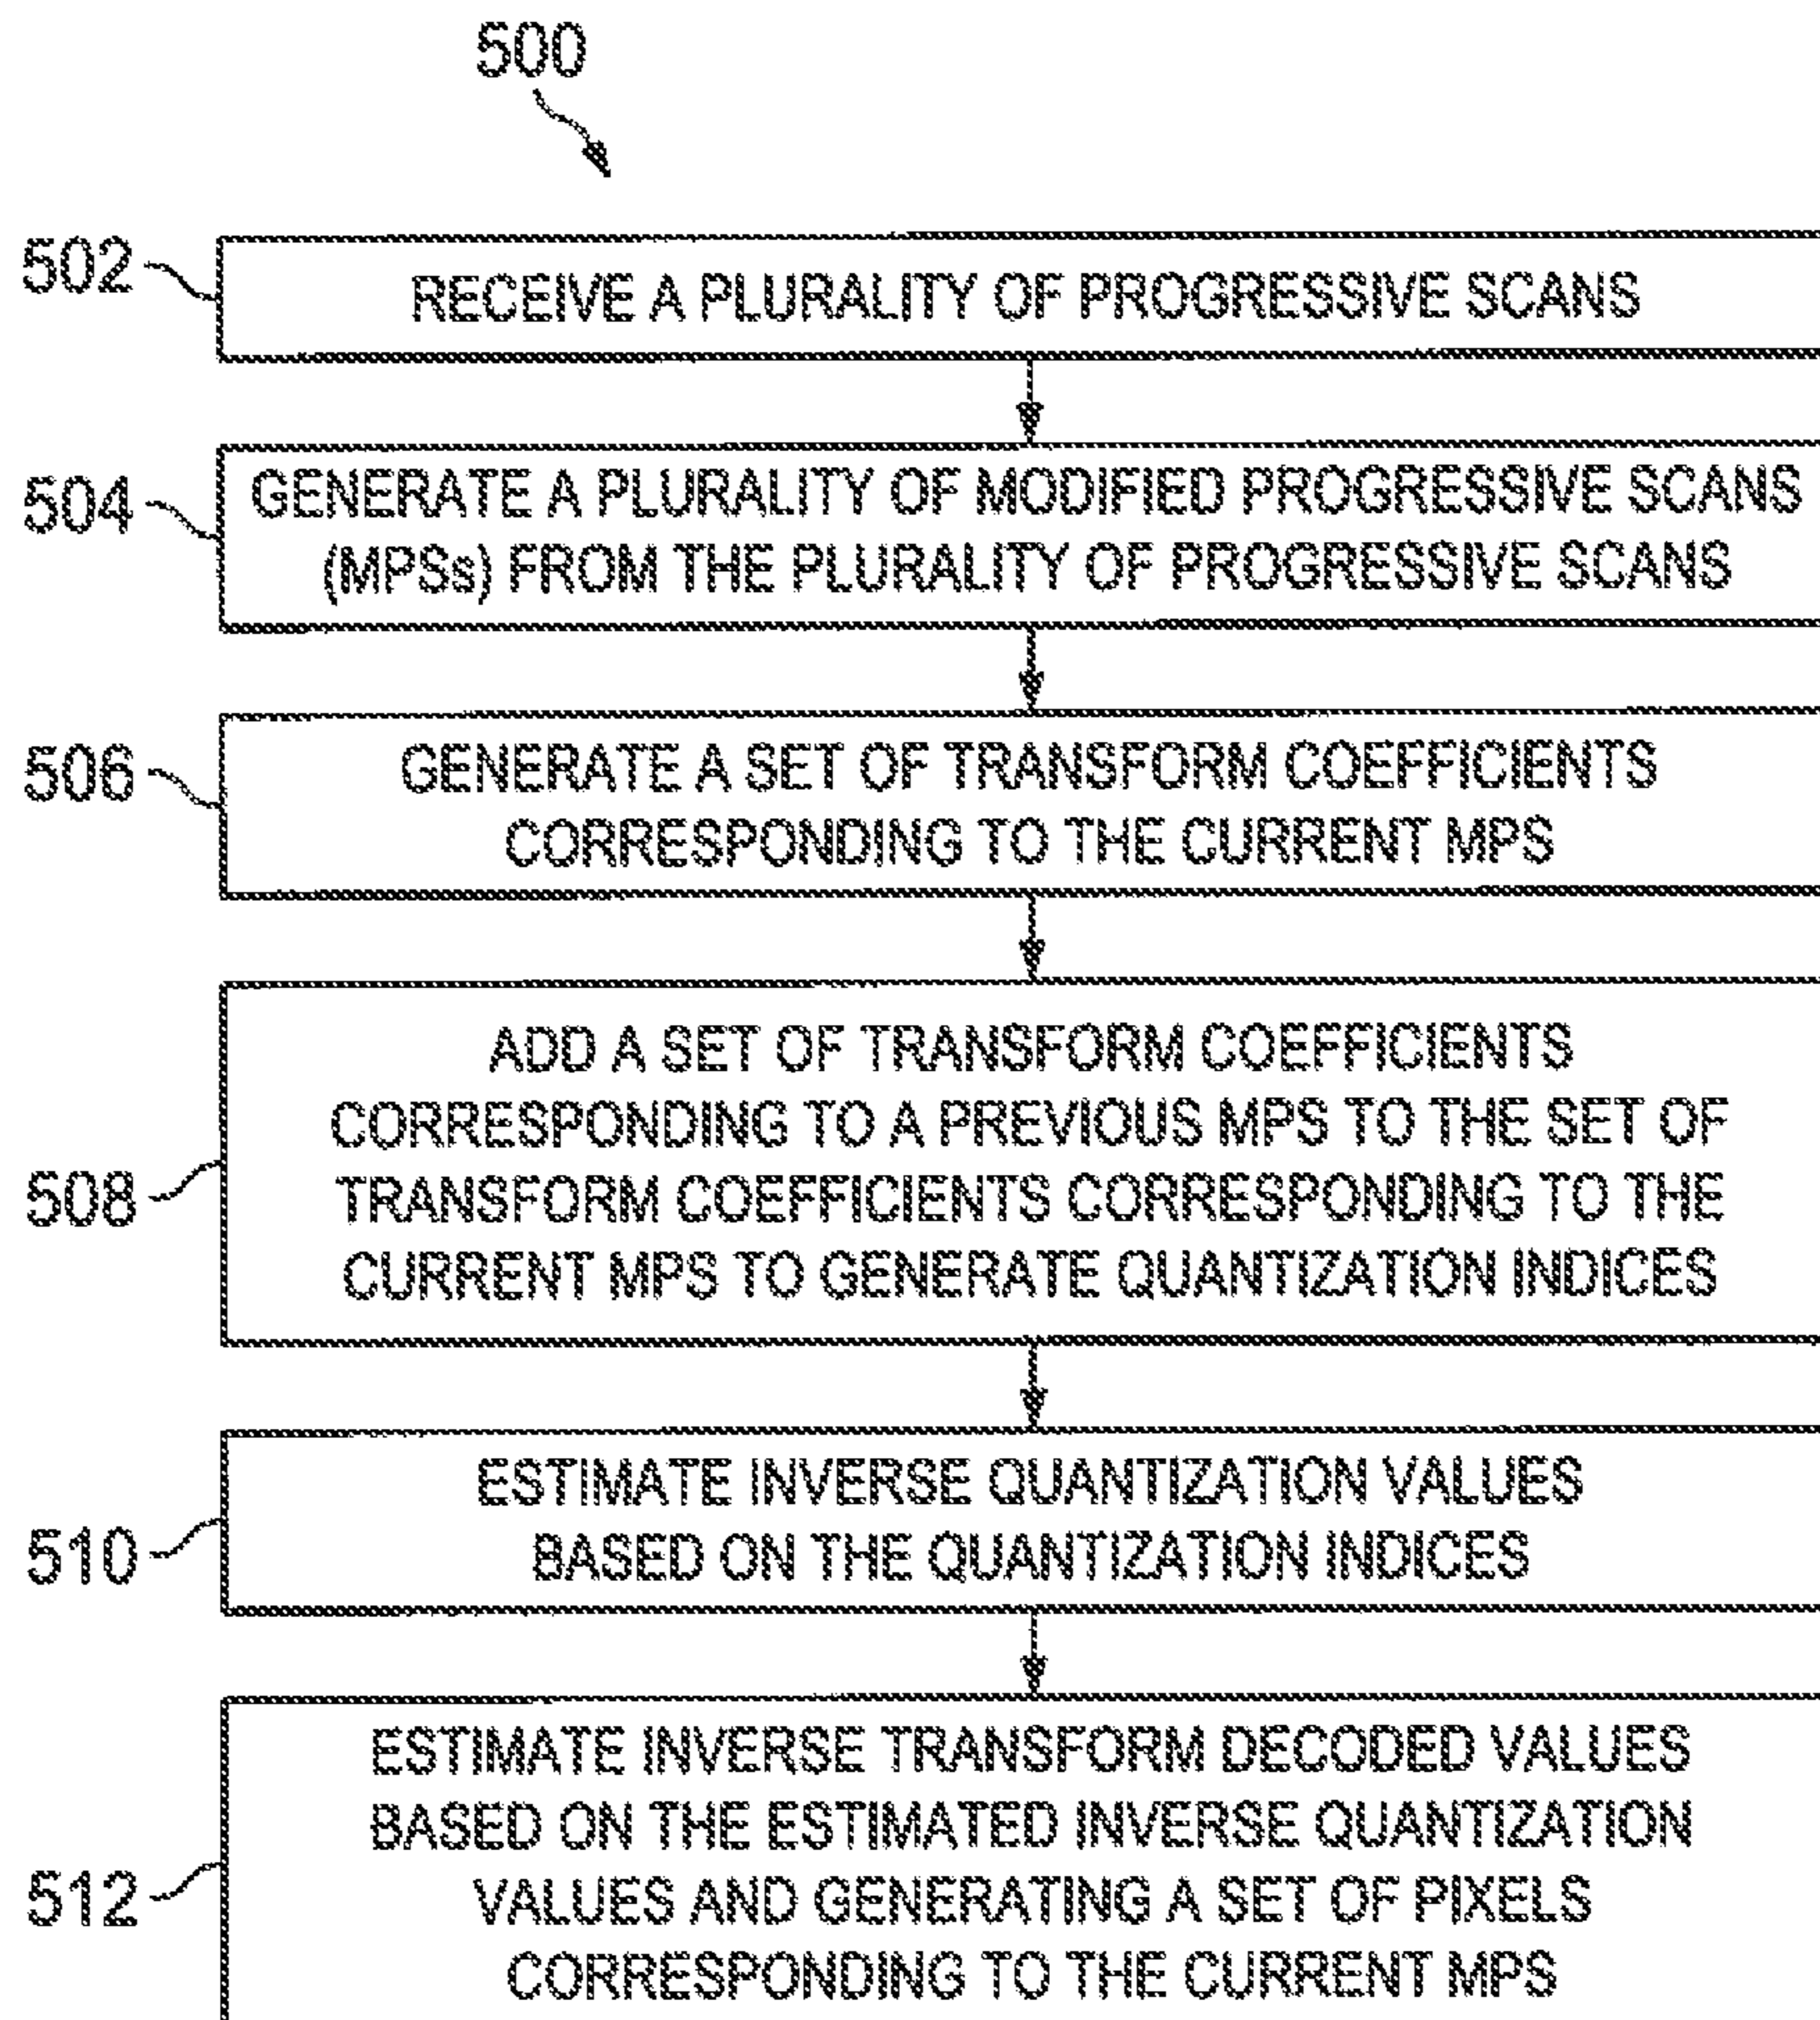 500
502
RECEIVE A PLURALITY OF PROGRESSIVE SCANS
504
GENERATE A PLURALITY OF MODIFIED PROGRESSIVE SCANS
(MPSs) FROM THE PLURALITY OF PROGRESSIVE SCANS
506
GENERATE A SET OF TRANSFORM COEFFICIENTS
CORRESPONDING TO THE CURRENT MPS
508
ADD A SET OF TRANSFORM COEFFICIENTS
CORRESPONDING TO A PREVIOUS MPS TO THE SET OF
TRANSFORM COEFFICIENTS CORRESPONDING TO THE
CURRENT MPS TO GENERATE QUANTIZATION INDICES
510
ESTIMATE INVERSE QUANTIZATION VALUES
BASED ON THE QUANTIZATION INDICES
512
ESTIMATE INVERSE TRANSFORM DECODED VALUES
BASED ON THE ESTIMATED INVERSE QUANTIZATION
VALUES AND GENERATING A SET OF PIXELS
CORRESPONDING TO THE CURRENT MPS